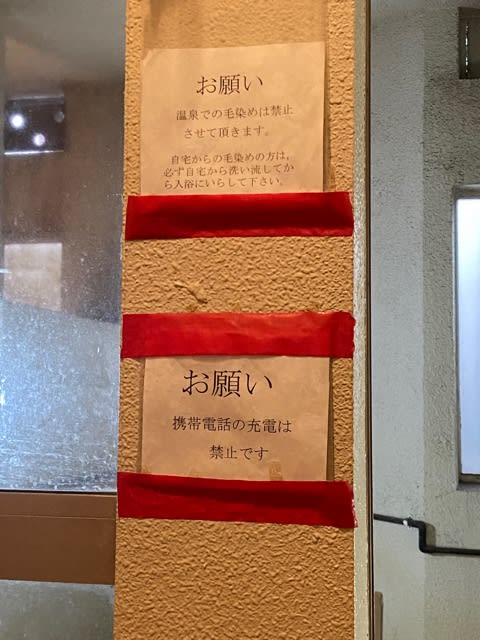 お願い
温泉での毛染めは禁止
させて頂きます。
自宅からの毛染めの方は、
必ず自宅から洗い流してか
ら入浴にいらして下さい。
お願い
携帯電話の充電は
禁止です